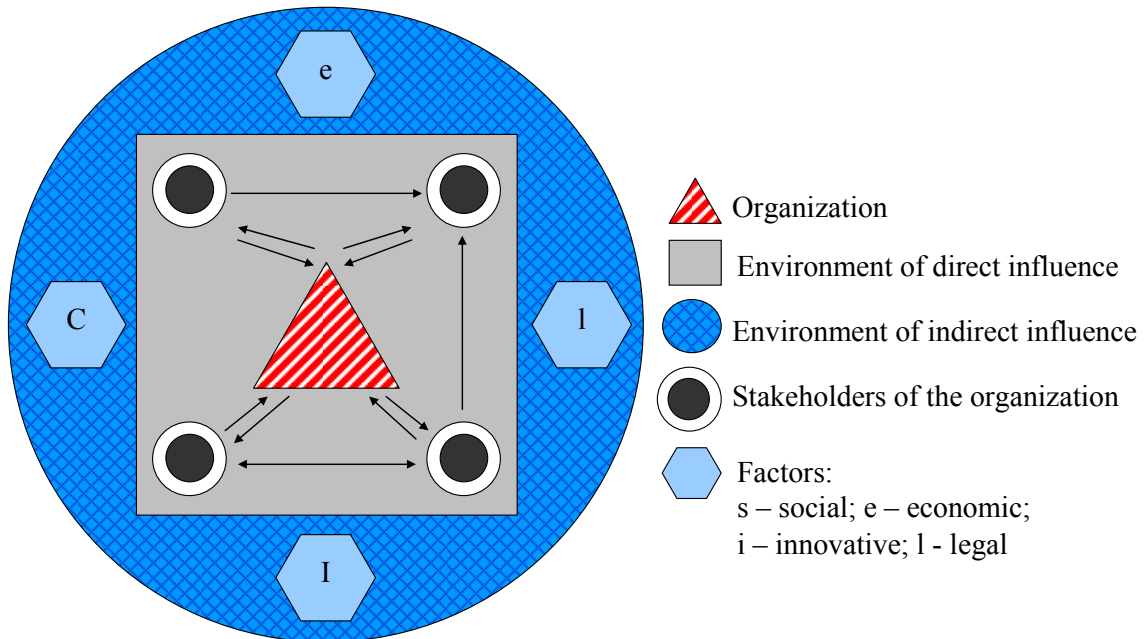 e
C
l
I
Organization
Environment of direct influence
Environment of indirect influence
Stakeholders of the organization
Factors:
s – social; e – economic;
i – innovative; l - legal